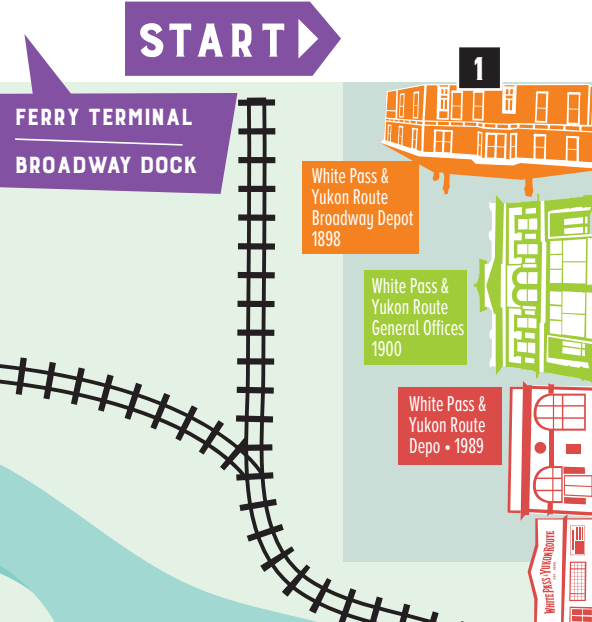 START
1
FERRY TERMINAL
BROADWAY DOCK
White Pass &
Yukon Route
Broadway Depot
1898
White Pass &
Yukon Route
General Offices
1900
White Pass &
Yukon Route
Depo • 1989
WHITE PASS & YUKON ROUTE